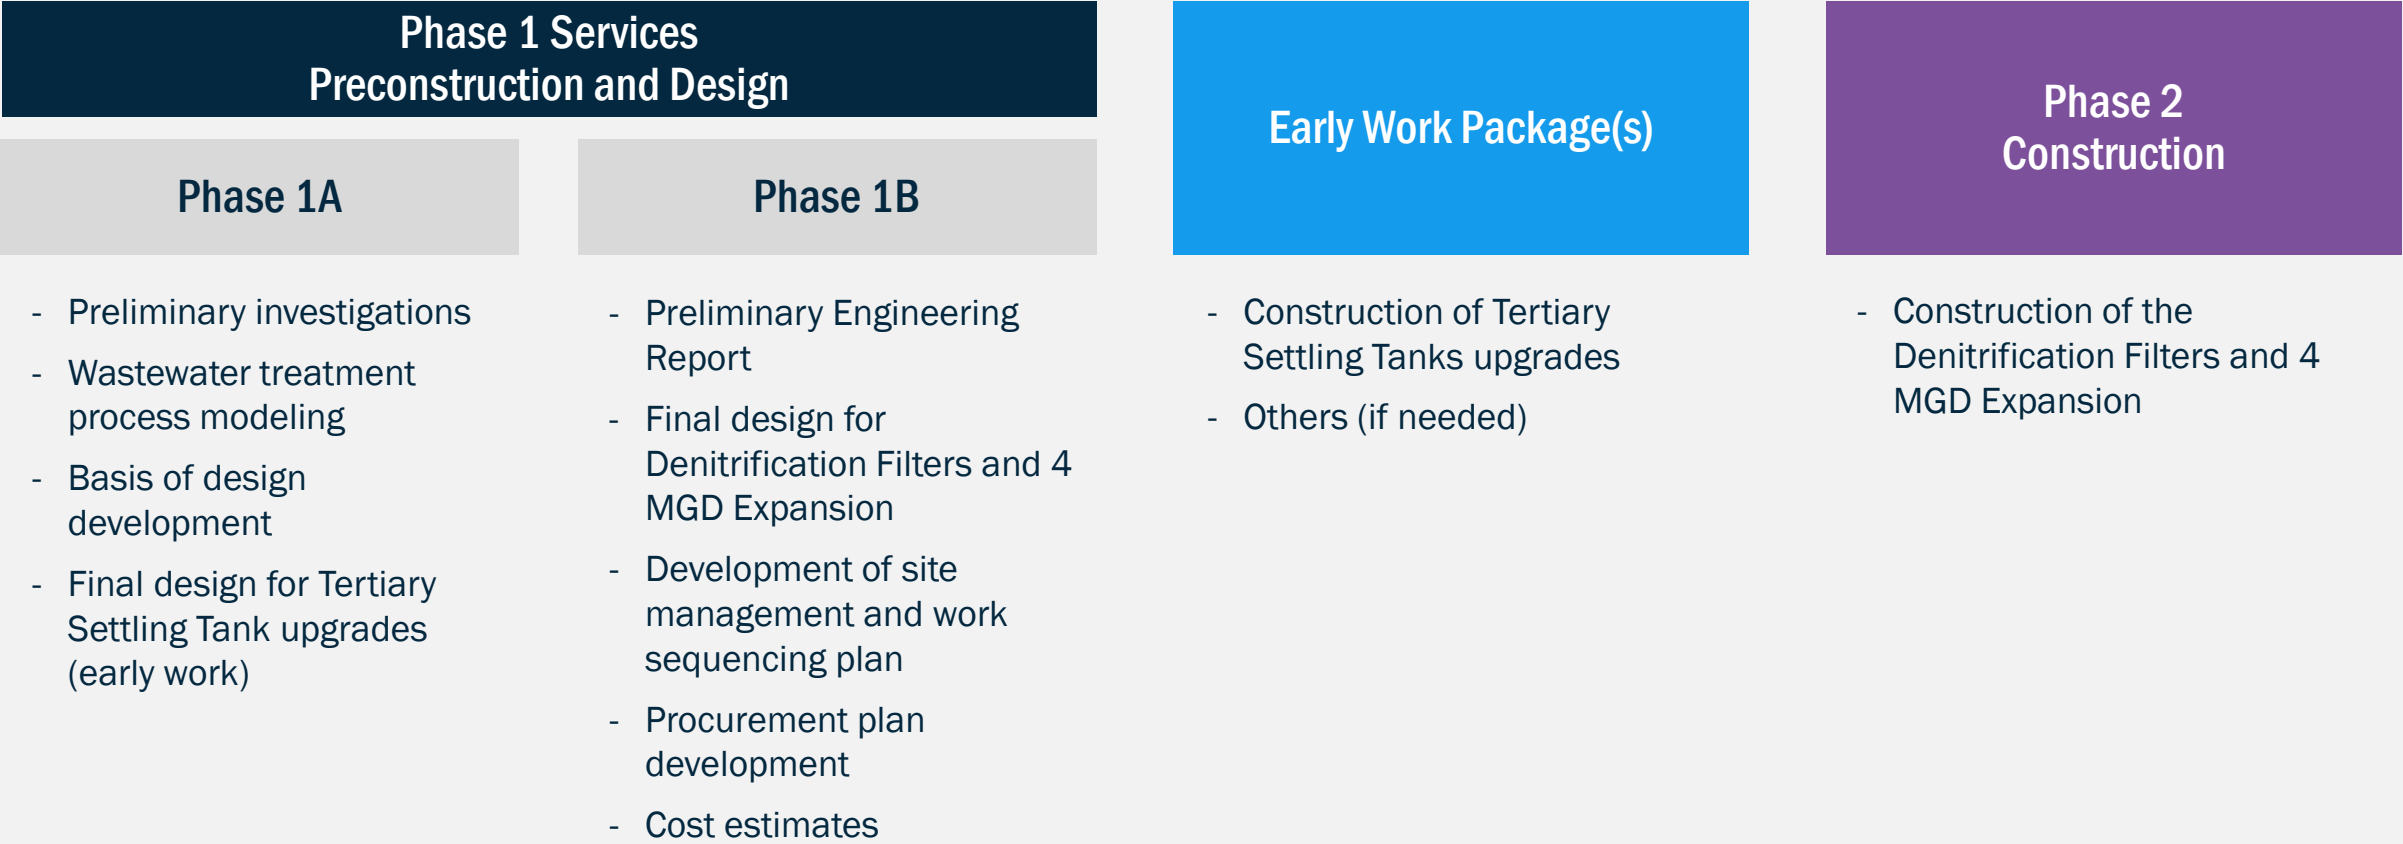 Phase 1 Services
Preconstruction and Design
Phase 1A
- Preliminary investigations
- Wastewater treatment
process modeling
- Basis of design
development
- Final design for Tertiary
Settling Tank upgrades
(early work)
Phase 1B
- Preliminary Engineering
Report
- Final design for
Denitrification Filters and 4
MGD Expansion
- Development of site
management and work
sequencing plan
- Procurement plan
development
- Cost estimates
Early Work Package(s)
- Construction of Tertiary
Settling Tanks upgrades
- Others (if needed)
Phase 2
Construction
- Construction of the
Denitrification Filters and 4
MGD Expansion